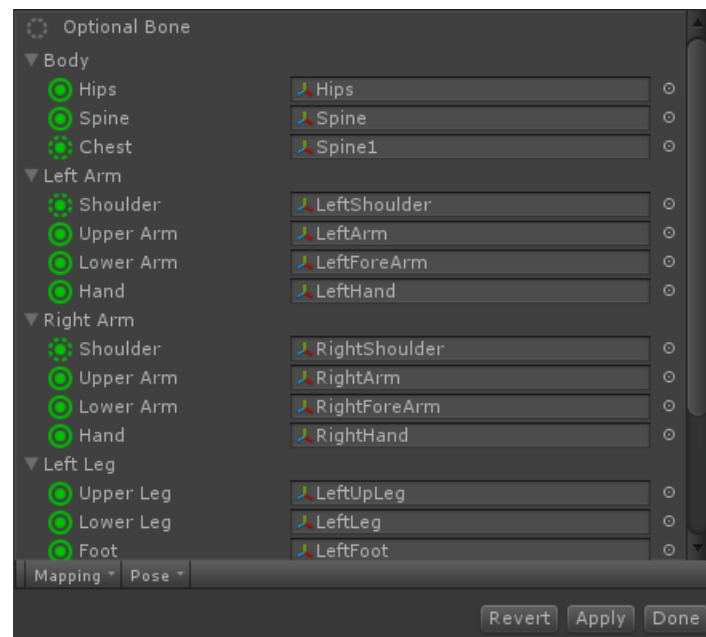 Optional Bone
Body
Hips Hips
Spine Spine
Chest Spine1
Left Arm
Shoulder LeftShoulder
Upper Arm LeftArm
Lower Arm LeftForeArm
Hand LeftHand
Right Arm
Shoulder RightShoulder
Upper Arm RightArm
Lower Arm RightForeArm
Hand RightHand
Left Leg
Upper Leg LeftUpLeg
Lower Leg LeftLeg
Foot LeftFoot
Mapping Pose
Revert Apply Done